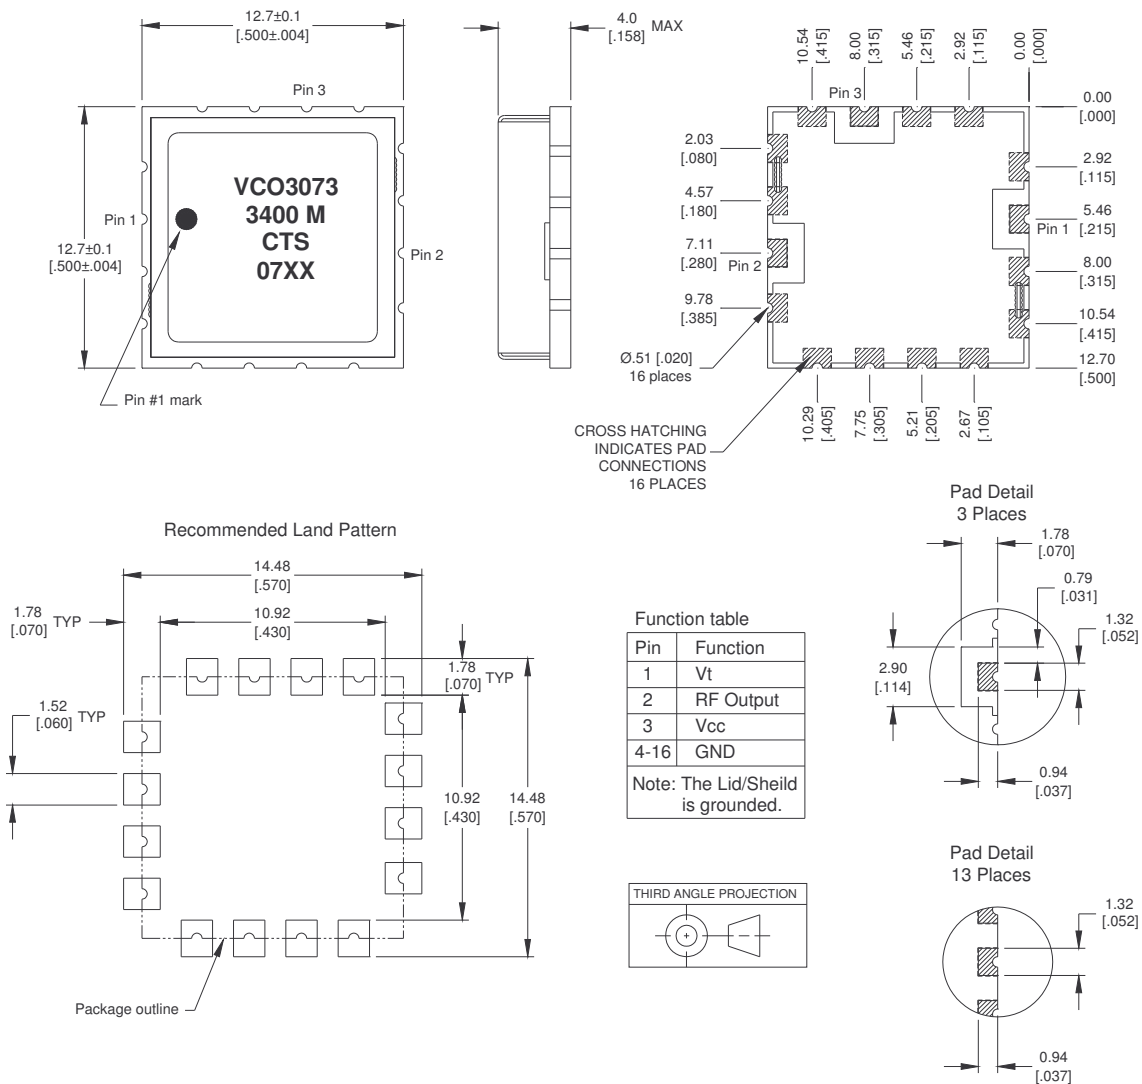 12.7±0.1
[.500±.004]
4.0
[.158]
MAX
Pin 3
12.7±0.1
[.500±.004]
Pin 1
Pin 2
VCO3073
3400 M
CTS
07XX
Pin #1 mark
10.54
[.415]
8.00
[.315]
5.46
[.215]
2.92
[.115]
0.00
[.000]
Pin 3
0.00
[.000]
2.92
[.115]
5.46
[.215]
Pin 1
8.00
[.315]
10.54
[.415]
12.70
[.500]
2.03
[.080]
4.57
[.180]
7.11
[.280]
Pin 2
9.78
[.385]
Ø.51 [.020]
16 places
10.29
[.405]
7.75
[.305]
5.21
[.205]
2.67
[.105]
CROSS HATCHING
INDICATES PAD
CONNECTIONS
16 PLACES
Recommended Land Pattern
14.48
[.570]
1.78
[.070]
TYP
10.92
[.430]
1.78
[.070]
TYP
1.52
[.060]
TYP
10.92
[.430]
14.48
[.570]
Package outline
Function table
Pin Function
1 Vt
2 RF Output
3 Vcc
4-16 GND
Note: The Lid/Sheild
is grounded.
THIRD ANGLE PROJECTION
Pad Detail
3 Places
1.78
[.070]
0.79
[.031]
1.32
[.052]
2.90
[.114]
0.94
[.037]
Pad Detail
13 Places
1.32
[.052]
0.94
[.037]